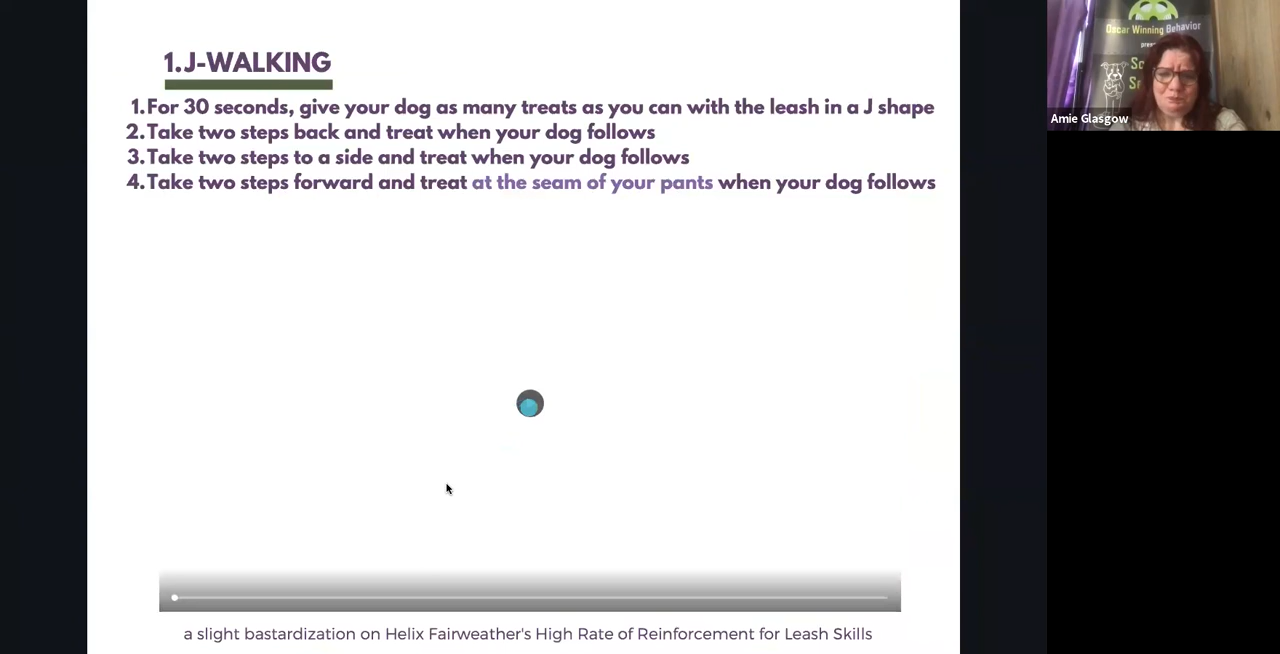 1. J-WALKING
1. For 30 seconds, give your dog as many treats as you can with the leash in a J shape
2. Take two steps back and treat when your dog follows
3. Take two steps to a side and treat when your dog follows
4. Take two steps forward and treat at the seam of your pants when your dog follows
a slight bastardization on Helix Fairweather's High Rate of Reinforcement for Leash Skills
Oscar Winning Behavior
Amie Glasgow